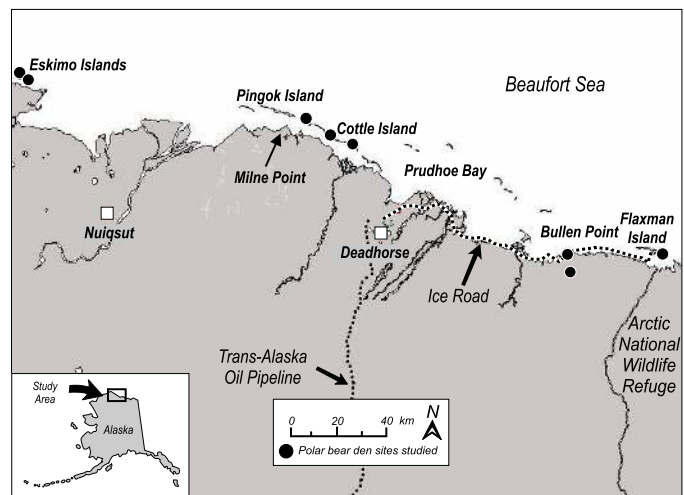 Eskimo Islands
Beaufort Sea
Pingok Island
Cottle Island
Milne Point
Prudhoe Bay
Nuiqsut
Deadhorse
Bullen Point
Flaxman
Island
Ice Road
Arctic
National
Wildlife
Refuge
Trans-Alaska
Oil Pipeline
Study
Area
Alaska
0 20 40 km
N
Polar bear den sites studied